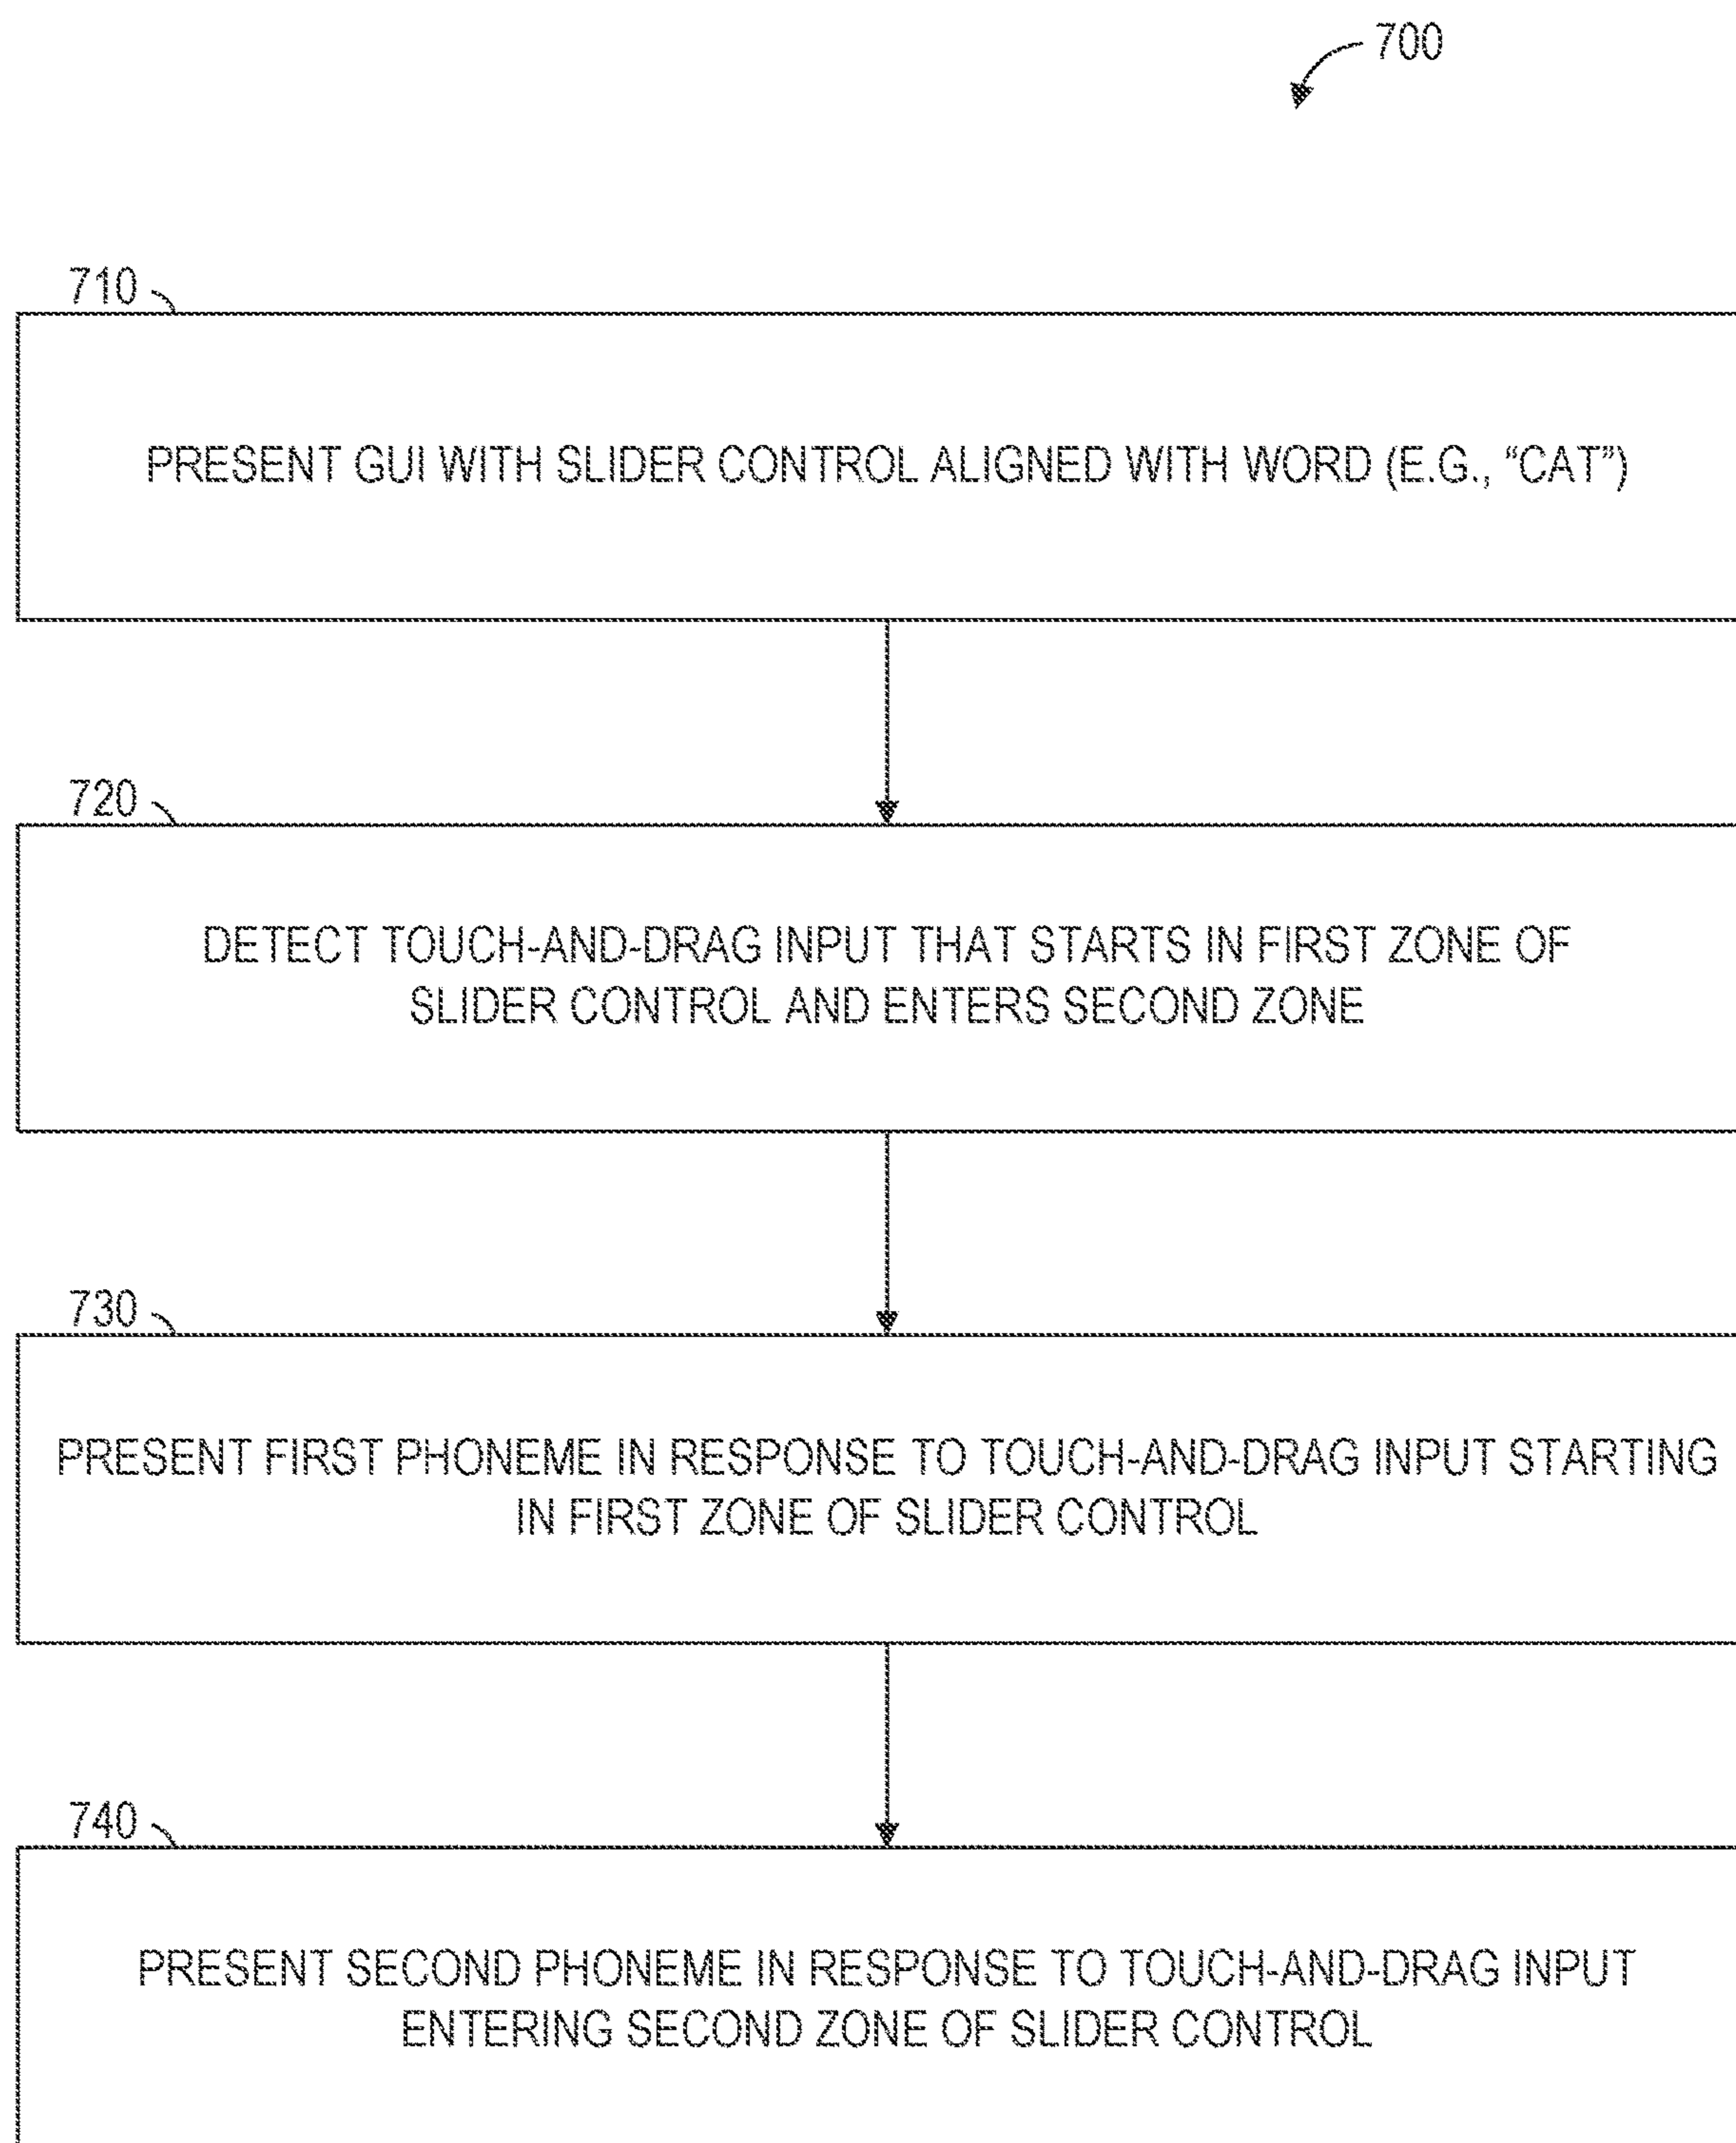 700
710
PRESENT GUI WITH SLIDER CONTROL ALIGNED WITH WORD (E.G., “CAT”)
720
DETECT TOUCH-AND-DRAG INPUT THAT STARTS IN FIRST ZONE OF
SLIDER CONTROL AND ENTERS SECOND ZONE
730
PRESENT FIRST PHONEME IN RESPONSE TO TOUCH-AND-DRAG INPUT STARTING
IN FIRST ZONE OF SLIDER CONTROL
740
PRESENT SECOND PHONEME IN RESPONSE TO TOUCH-AND-DRAG INPUT
ENTERING SECOND ZONE OF SLIDER CONTROL